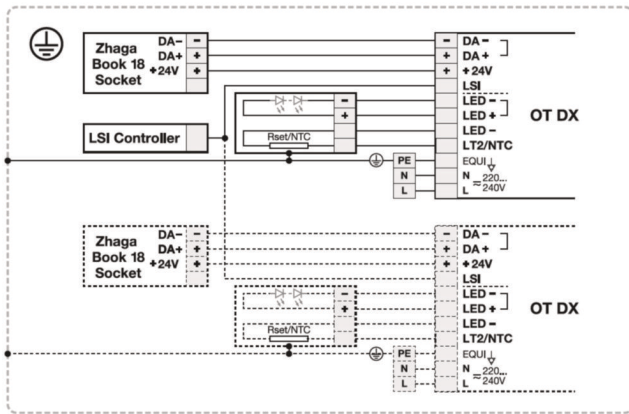 Zhaga
Book 18
Socket
DA- -
DA+ +
+24V +
LSI Controller
- +
Rset/NTC
- DA -
+ DA +
+ +24V
LSI
LED -
LED +
LED -
LT2/NTC
PE EQUI
N N
L L
≂ 220...
240V
OT DX
Zhaga
Book 18
Socket
DA- -
DA+ +
+24V +
- +
Rset/NTC
- DA -
+ DA +
+ +24V
LSI
LED -
LED +
LED -
LT2/NTC
PE EQUI
N N
L L
≂ 220...
240V
OT DX